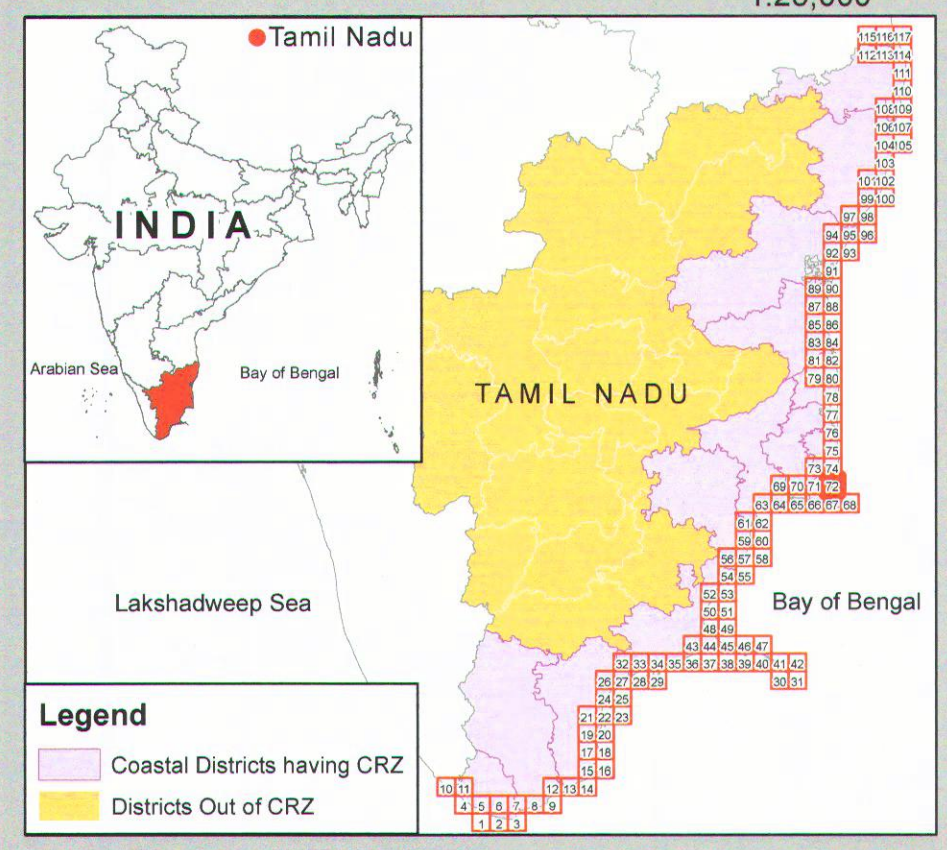 Tamil Nadu
115 116 117
112 113 114
111
110
108 109
106 107
104 105
103
101 102
99 100
97 98
INDIA
94 95 96
92 93
91
89 90
87 88
85 86
83 84
Arabian Sea
Bay of Bengal
81 82
79 80
TAMIL NADU
78
77
76
75
73 74
69 70 71 72
63 64 65 66 67 68
61 62
59 60
56 57 58
54 55
52 53
Lakshadweep Sea
Bay of Bengal
50 51
48 49
43 44 45 46 47
32 33 34 35 36 37 38 39 40 41 42
26 27 28 29 30 31
24 25
21 22 23
19 20
17 18
15 16
10 11 12 13 14
4 5 6 7 8 9
1 2 3
Legend
Coastal Districts having CRZ
Districts Out of CRZ